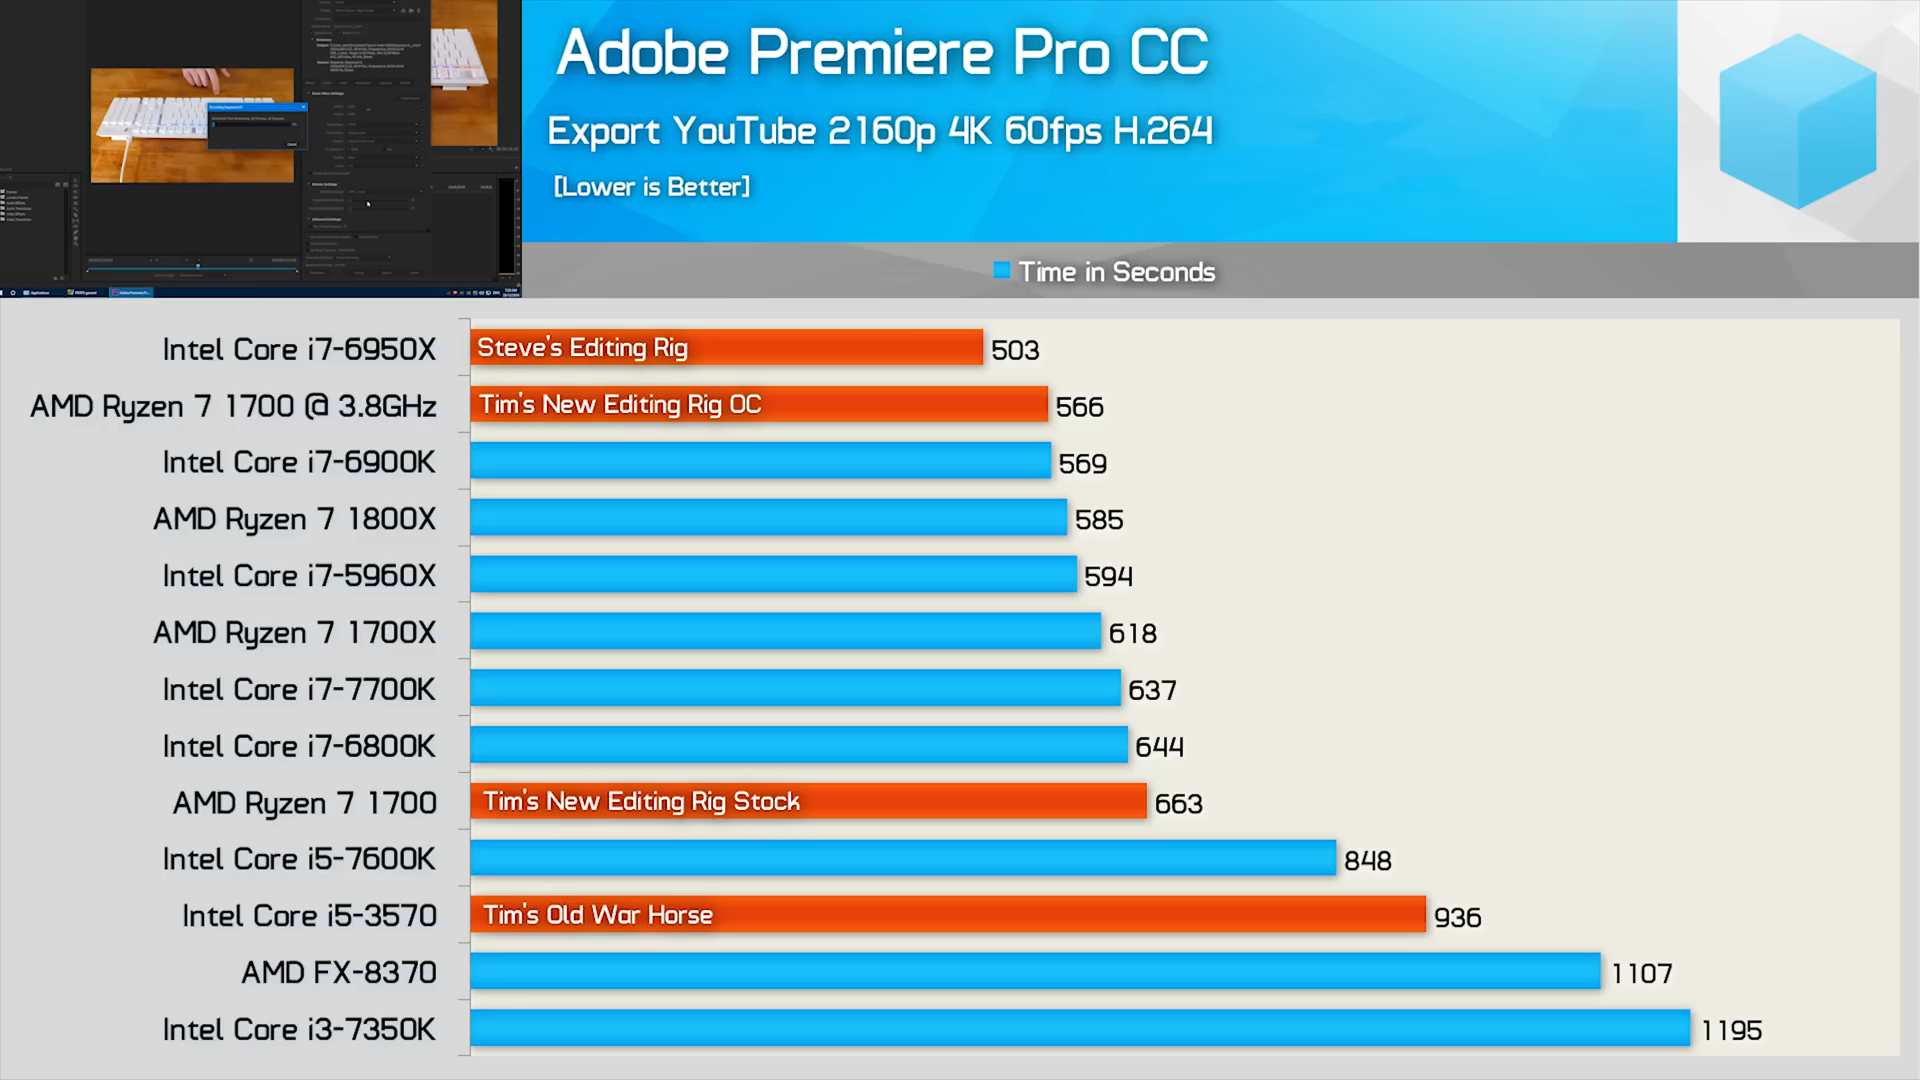 Adobe Premiere Pro CC
Export YouTube 2160p 4K 60fps H.264
[Lower is Better]
Time in Seconds
Intel Core i7-6950X Steve's Editing Rig 503
AMD Ryzen 7 1700 @ 3.8GHz Tim's New Editing Rig OC 566
Intel Core i7-6900K 569
AMD Ryzen 7 1800X 585
Intel Core i7-5960X 594
AMD Ryzen 7 1700X 618
Intel Core i7-7700K 637
Intel Core i7-6800K 644
AMD Ryzen 7 1700 Tim's New Editing Rig Stock 663
Intel Core i5-7600K 848
Intel Core i5-3570 Tim's Old War Horse 936
AMD FX-8370 1107
Intel Core i3-7350K 1195